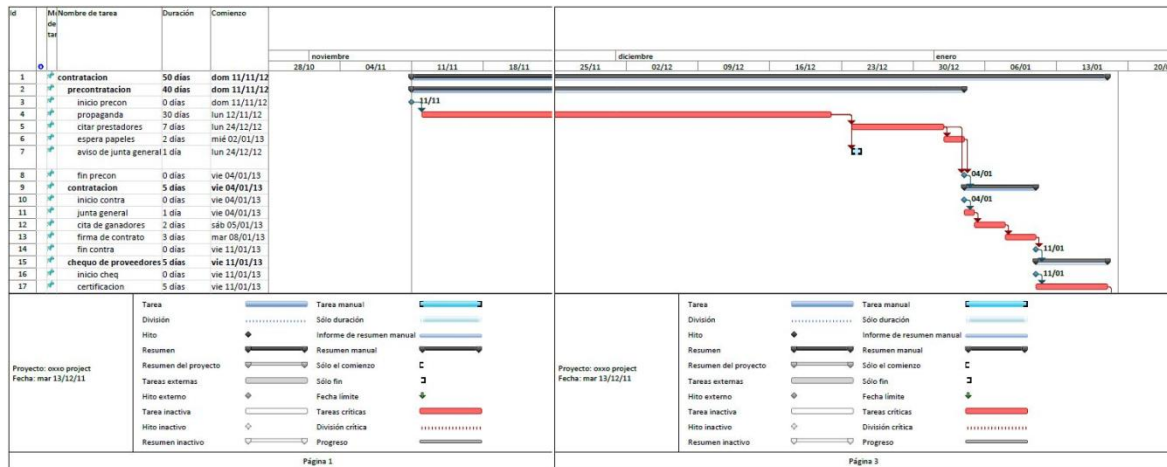 Id
Mo
de
tar
Nombre de tarea Duración Comienzo
noviembre diciembre enero
28/10 04/11 11/11 18/11 25/11 02/12 09/12 16/12 23/12 30/12 06/01 13/01
1 contratacion 50 días dom 11/11/12
2 precontratacion 40 días dom 11/11/12
3 inicio precon 0 días dom 11/11/12 11/11
4 propaganda 30 días lun 12/11/12
5 citar prestadores 7 días lun 24/12/12
6 espera papeles 2 días mié 02/01/13
7 aviso de junta general 1 día lun 24/12/12
8 fin precon 0 días vie 04/01/13 04/01
9 contratacion 5 días vie 04/01/13
10 inicio contra 0 días vie 04/01/13 04/01
11 junta general 1 día vie 04/01/13
12 cita de ganadores 2 días sáb 05/01/13
13 firma de contrato 3 días mar 08/01/13
14 fin contra 0 días vie 11/01/13 11/01
15 chequo de proveedores 5 días vie 11/01/13
16 inicio cheq 0 días vie 11/01/13 11/01
17 certificacion 5 días vie 11/01/13
Proyecto: oxxo project
Fecha: mar 13/12/11
Tarea Tarea manual
División Sólo duración
Hito Informe de resumen manual
Resumen Resumen manual
Resumen del proyecto Sólo el comienzo
Tareas externas Sólo fin
Hito externo Fecha límite
Tarea inactiva Tareas críticas
Hito inactivo División crítica
Resumen inactivo Progreso
Página 1
Proyecto: oxxo project
Fecha: mar 13/12/11
Tarea Tarea manual
División Sólo duración
Hito Informe de resumen manual
Resumen Resumen manual
Resumen del proyecto Sólo el comienzo
Tareas externas Sólo fin
Hito externo Fecha límite
Tarea inactiva Tareas críticas
Hito inactivo División crítica
Resumen inactivo Progreso
Página 3